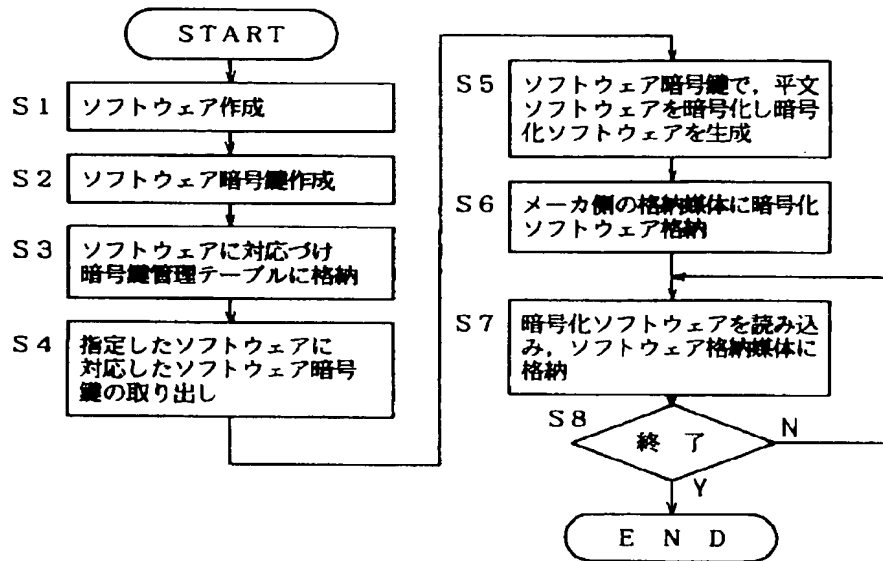 START
S1
ソフトウェア作成
S2
ソフトウェア暗号鍵作成
S3
ソフトウェアに対応づけ
暗号鍵管理テーブルに格納
S4
指定したソフトウェアに
対応したソフトウェア暗号
鍵の取り出し
S5
ソフトウェア暗号鍵で，平文
ソフトウェアを暗号化し暗号
化ソフトウェアを生成
S6
メーカ側の格納媒体に暗号化
ソフトウェア格納
S7
暗号化ソフトウェアを読み込
み，ソフトウェア格納媒体に
格納
S8
終了
N
Y
END